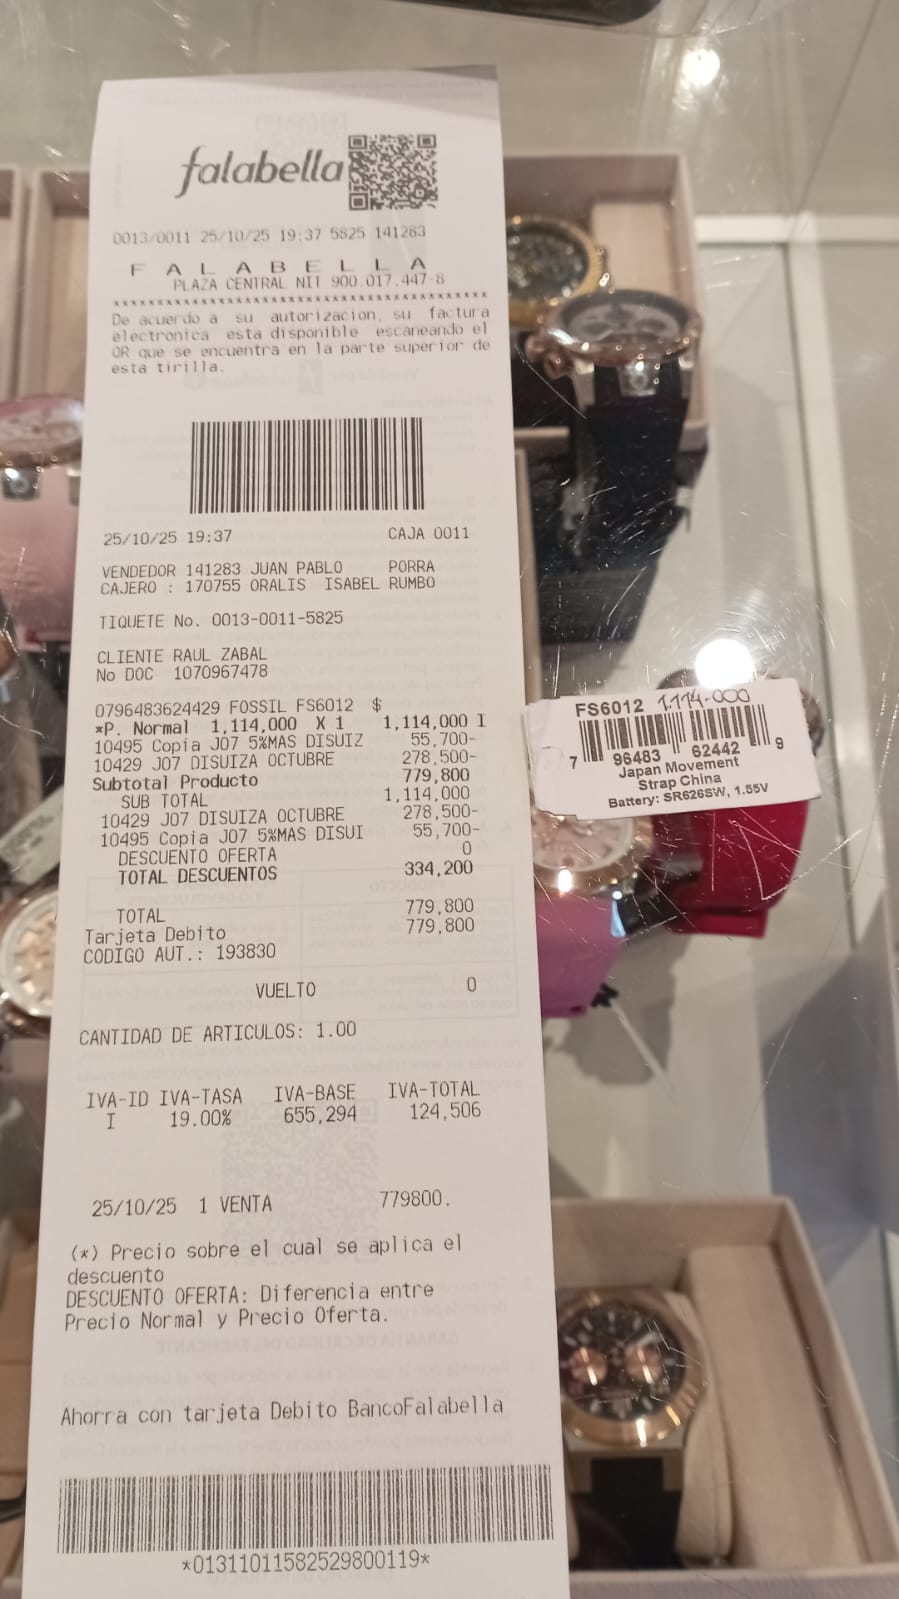 falabella
0013/0011 25/10/25 19:37 5825 141283
F A L A B E L L A
PLAZA CENTRAL NIT 900.017.447-8
****************************************
De acuerdo a su autorizacion, su factura
electronica esta disponible escaneando el
QR que se encuentra en la parte superior de
esta tirilla.
25/10/25 19:37 CAJA 0011
VENDEDOR 141283 JUAN PABLO PORRA
CAJERO : 170755 ORALIS ISABEL RUMBO
TIQUETE No. 0013-0011-5825
CLIENTE RAUL ZABAL
No DOC 1070967478
0796483624429 FOSSIL FS6012 $
*P. Normal 1,114,000 X 1 1,114,000 I
10495 Copia J07 5%MAS DISUIZ 55,700-
10429 J07 DISUIZA OCTUBRE 278,500-
Subtotal Producto 779,800
SUB TOTAL 1,114,000
10429 J07 DISUIZA OCTUBRE 278,500-
10495 Copia J07 5%MAS DISUI 55,700-
DESCUENTO OFERTA 0
TOTAL DESCUENTOS 334,200
TOTAL 779,800
Tarjeta Debito 779,800
CODIGO AUT.: 193830
VUELTO 0
CANTIDAD DE ARTICULOS: 1.00
IVA-ID IVA-TASA IVA-BASE IVA-TOTAL
I 19.00% 655,294 124,506
25/10/25 1 VENTA 779800.
(*) Precio sobre el cual se aplica el
descuento
DESCUENTO OFERTA: Diferencia entre
Precio Normal y Precio Oferta.
Ahorra con tarjeta Debito BancoFalabella
*01311011582529800119*
FS6012 1.114.000
7 96483 62442 9
Japan Movement
Strap China
Battery: SR626SW, 1.55V